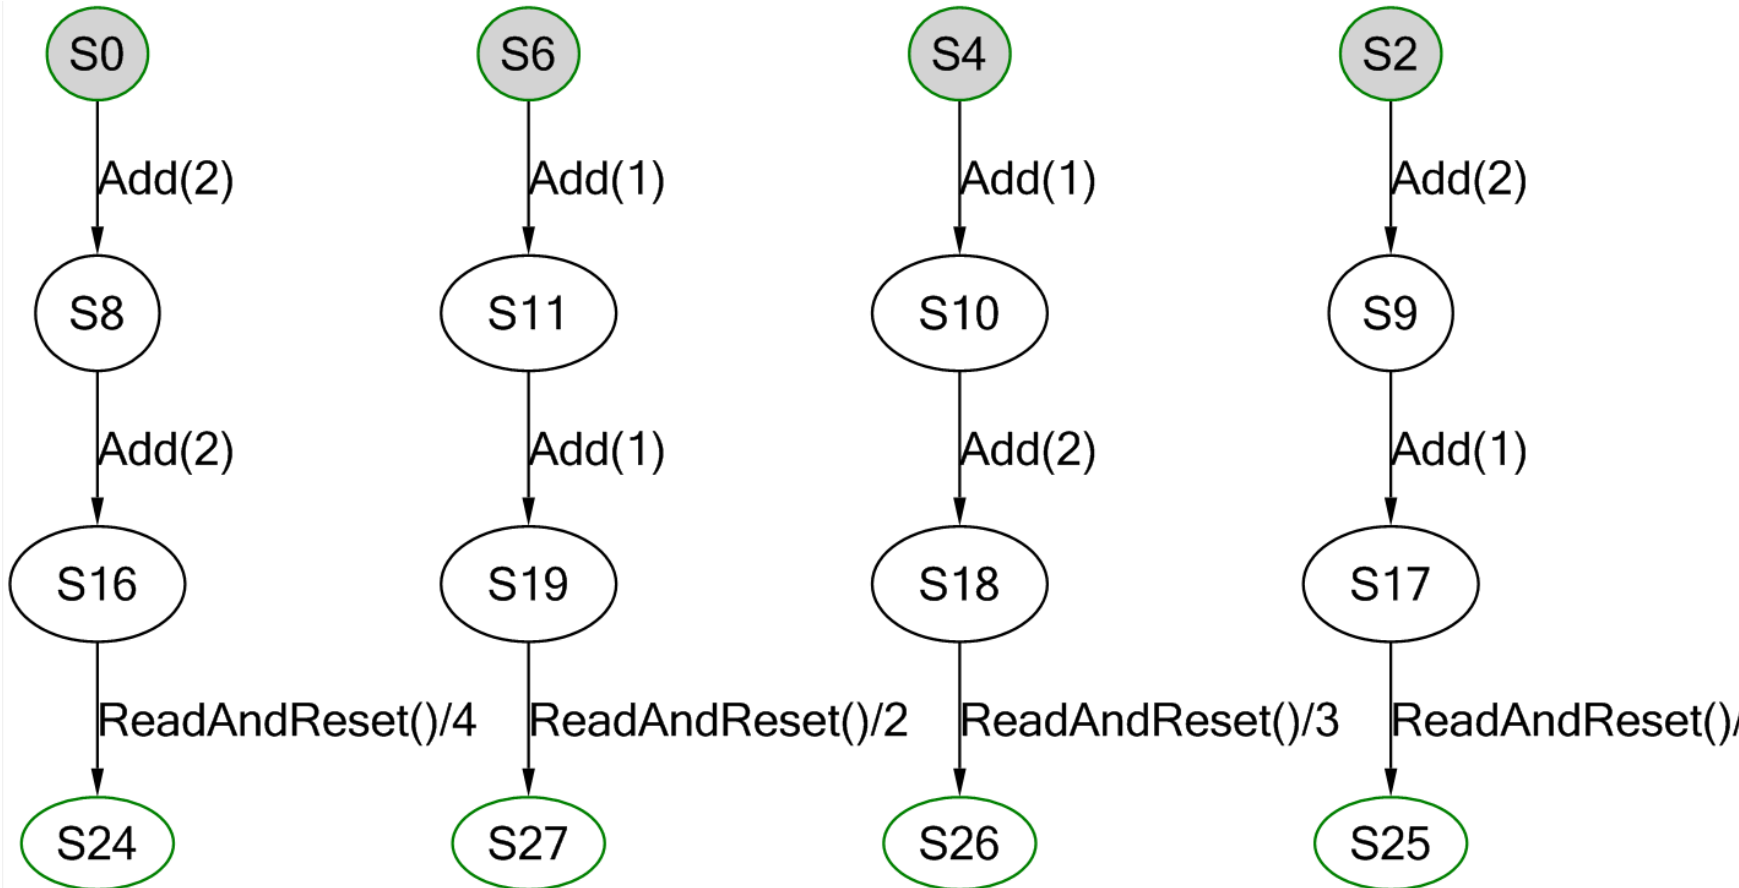 S0 S6 S4 S2
Add(2) Add(1) Add(1) Add(2)
S8 S11 S10 S9
Add(2) Add(1) Add(2) Add(1)
S16 S19 S18 S17
ReadAndReset()/4 ReadAndReset()/2 ReadAndReset()/3 ReadAndReset()/
S24 S27 S26 S25